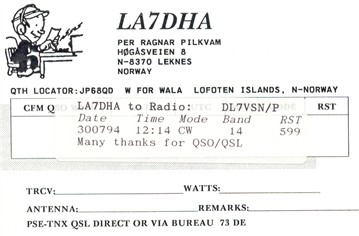 LA7DHA
PER RAGNAR PILKVAM
HØGÅSVEIEN 8
N-8370 LEKNES
NORWAY
QTH LOCATOR:JP68QD W FOR WALA LOFOTEN ISLANDS, N-NORWAY
CFM Q RST
LA7DHA to Radio: DL7VSN/P
Date Time Mode Band RST
300794 12:14 CW 14 599
Many thanks for QSO/QSL
TRCV: WATTS:
ANTENNA: REMARKS:
PSE-TNX QSL DIRECT OR VIA BUREAU 73 DE